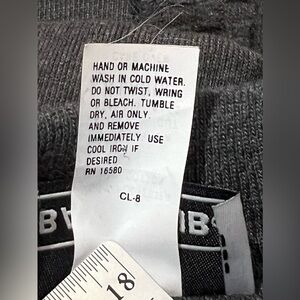 HAND OR MACHINE
WASH IN COLD WATER.
DO NOT TWIST, WRING
OR BLEACH. TUMBLE
DRY, AIR ONLY.
AND REMOVE
IMMEDIATELY. USE
COOL IRON IF
DESIRED
RN 16580
CL-8
18